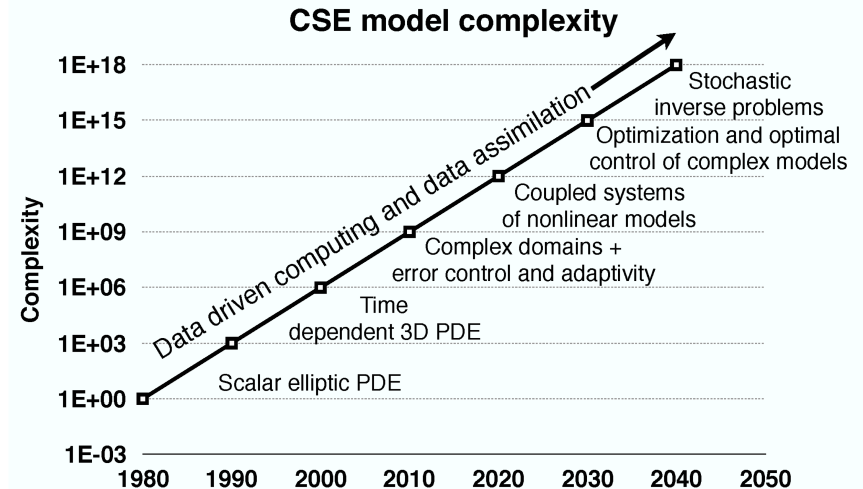 CSE model complexity
1E+18
1E+15
1E+12
1E+09
1E+06
1E+03
1E+00
1E-03
Complexity
Data driven computing and data assimilation
Stochastic
inverse problems
Optimization and optimal
control of complex models
Coupled systems
of nonlinear models
Complex domains +
error control and adaptivity
Time
dependent 3D PDE
Scalar elliptic PDE
1980 1990 2000 2010 2020 2030 2040 2050